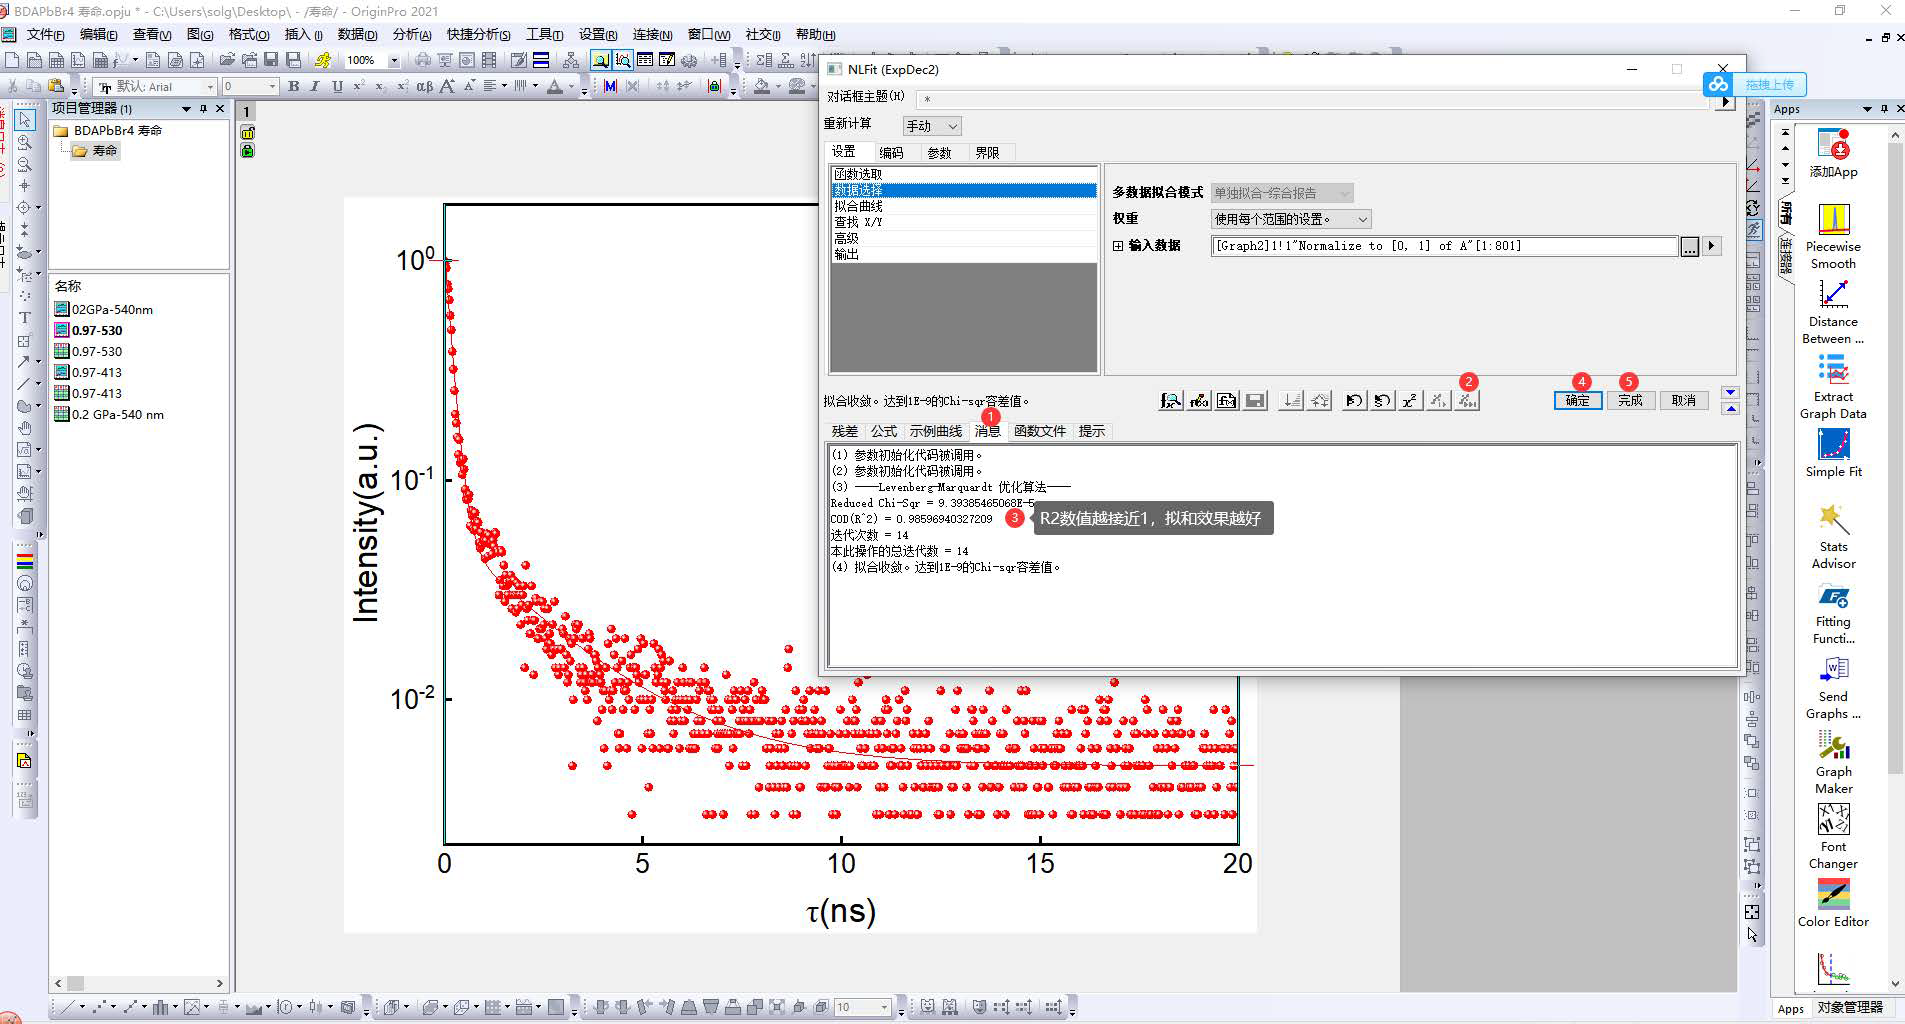 BDAPbBr4 寿命.opju * - C:\Users\solg\Desktop\ - /寿命/ - OriginPro 2021
文件(F) 编辑(E) 查看(V) 图(G) 格式(O) 插入(I) 数据(D) 分析(A) 快捷分析(S) 工具(T) 设置(R) 连接(N) 窗口(W) 社交(J) 帮助(H)
100%
默认: Arial 0 B I U
项目管理器 (1)
BDAPbBr4 寿命
寿命
名称
02GPa-540nm
0.97-530
0.97-530
0.97-413
0.97-413
0.2 GPa-540 nm
1
Intensity(a.u.)
10^0
10^-1
10^-2
0 5 10 15 20
τ(ns)
NLFit (ExpDec2)
拖拽上传
对话框主题(H) *
重新计算 手动
设置 编码 参数 界限
函数选取
数据选择
拟合曲线
查找 X/Y
高级
输出
多数据拟合模式 单独拟合-综合报告
权重 使用每个范围的设置。
输入数据 [Graph2]1!1"Normalize to [0, 1] of A"[1:801]
...
拟合收敛。达到1E-9的Chi-sqr容差值。
2 4 5
确定 完成 取消
1
残差 公式 示例曲线 消息 函数文件 提示
(1) 参数初始化代码被调用。
(2) 参数初始化代码被调用。
(3) ----Levenberg-Marquardt 优化算法----
Reduced Chi-Sqr = 9.39385465068E-5
COD(R^2) = 0.98596940327209
3 R2数值越接近1，拟和效果越好
迭代次数 = 14
本此操作的总迭代数 = 14
(4) 拟合收敛。达到1E-9的Chi-sqr容差值。
Apps
所有
连接器
添加App
Piecewise
Smooth
Distance
Between ...
Extract
Graph Data
Simple Fit
Stats
Advisor
Fitting
Functi...
Send
Graphs ...
Graph
Maker
Font
Changer
Color Editor
Apps 对象管理器
10